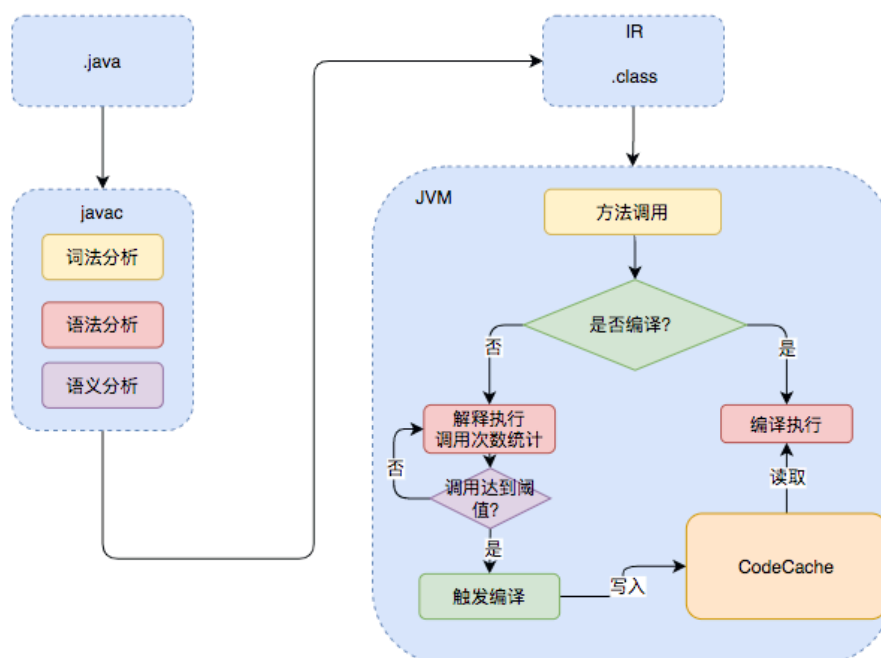 .java
javac
词法分析
语法分析
语义分析
IR
.class
JVM
方法调用
是否编译?
否
是
解释执行
调用次数统计
编译执行
否
调用达到阈
值?
读取
是
触发编译
写入
CodeCache